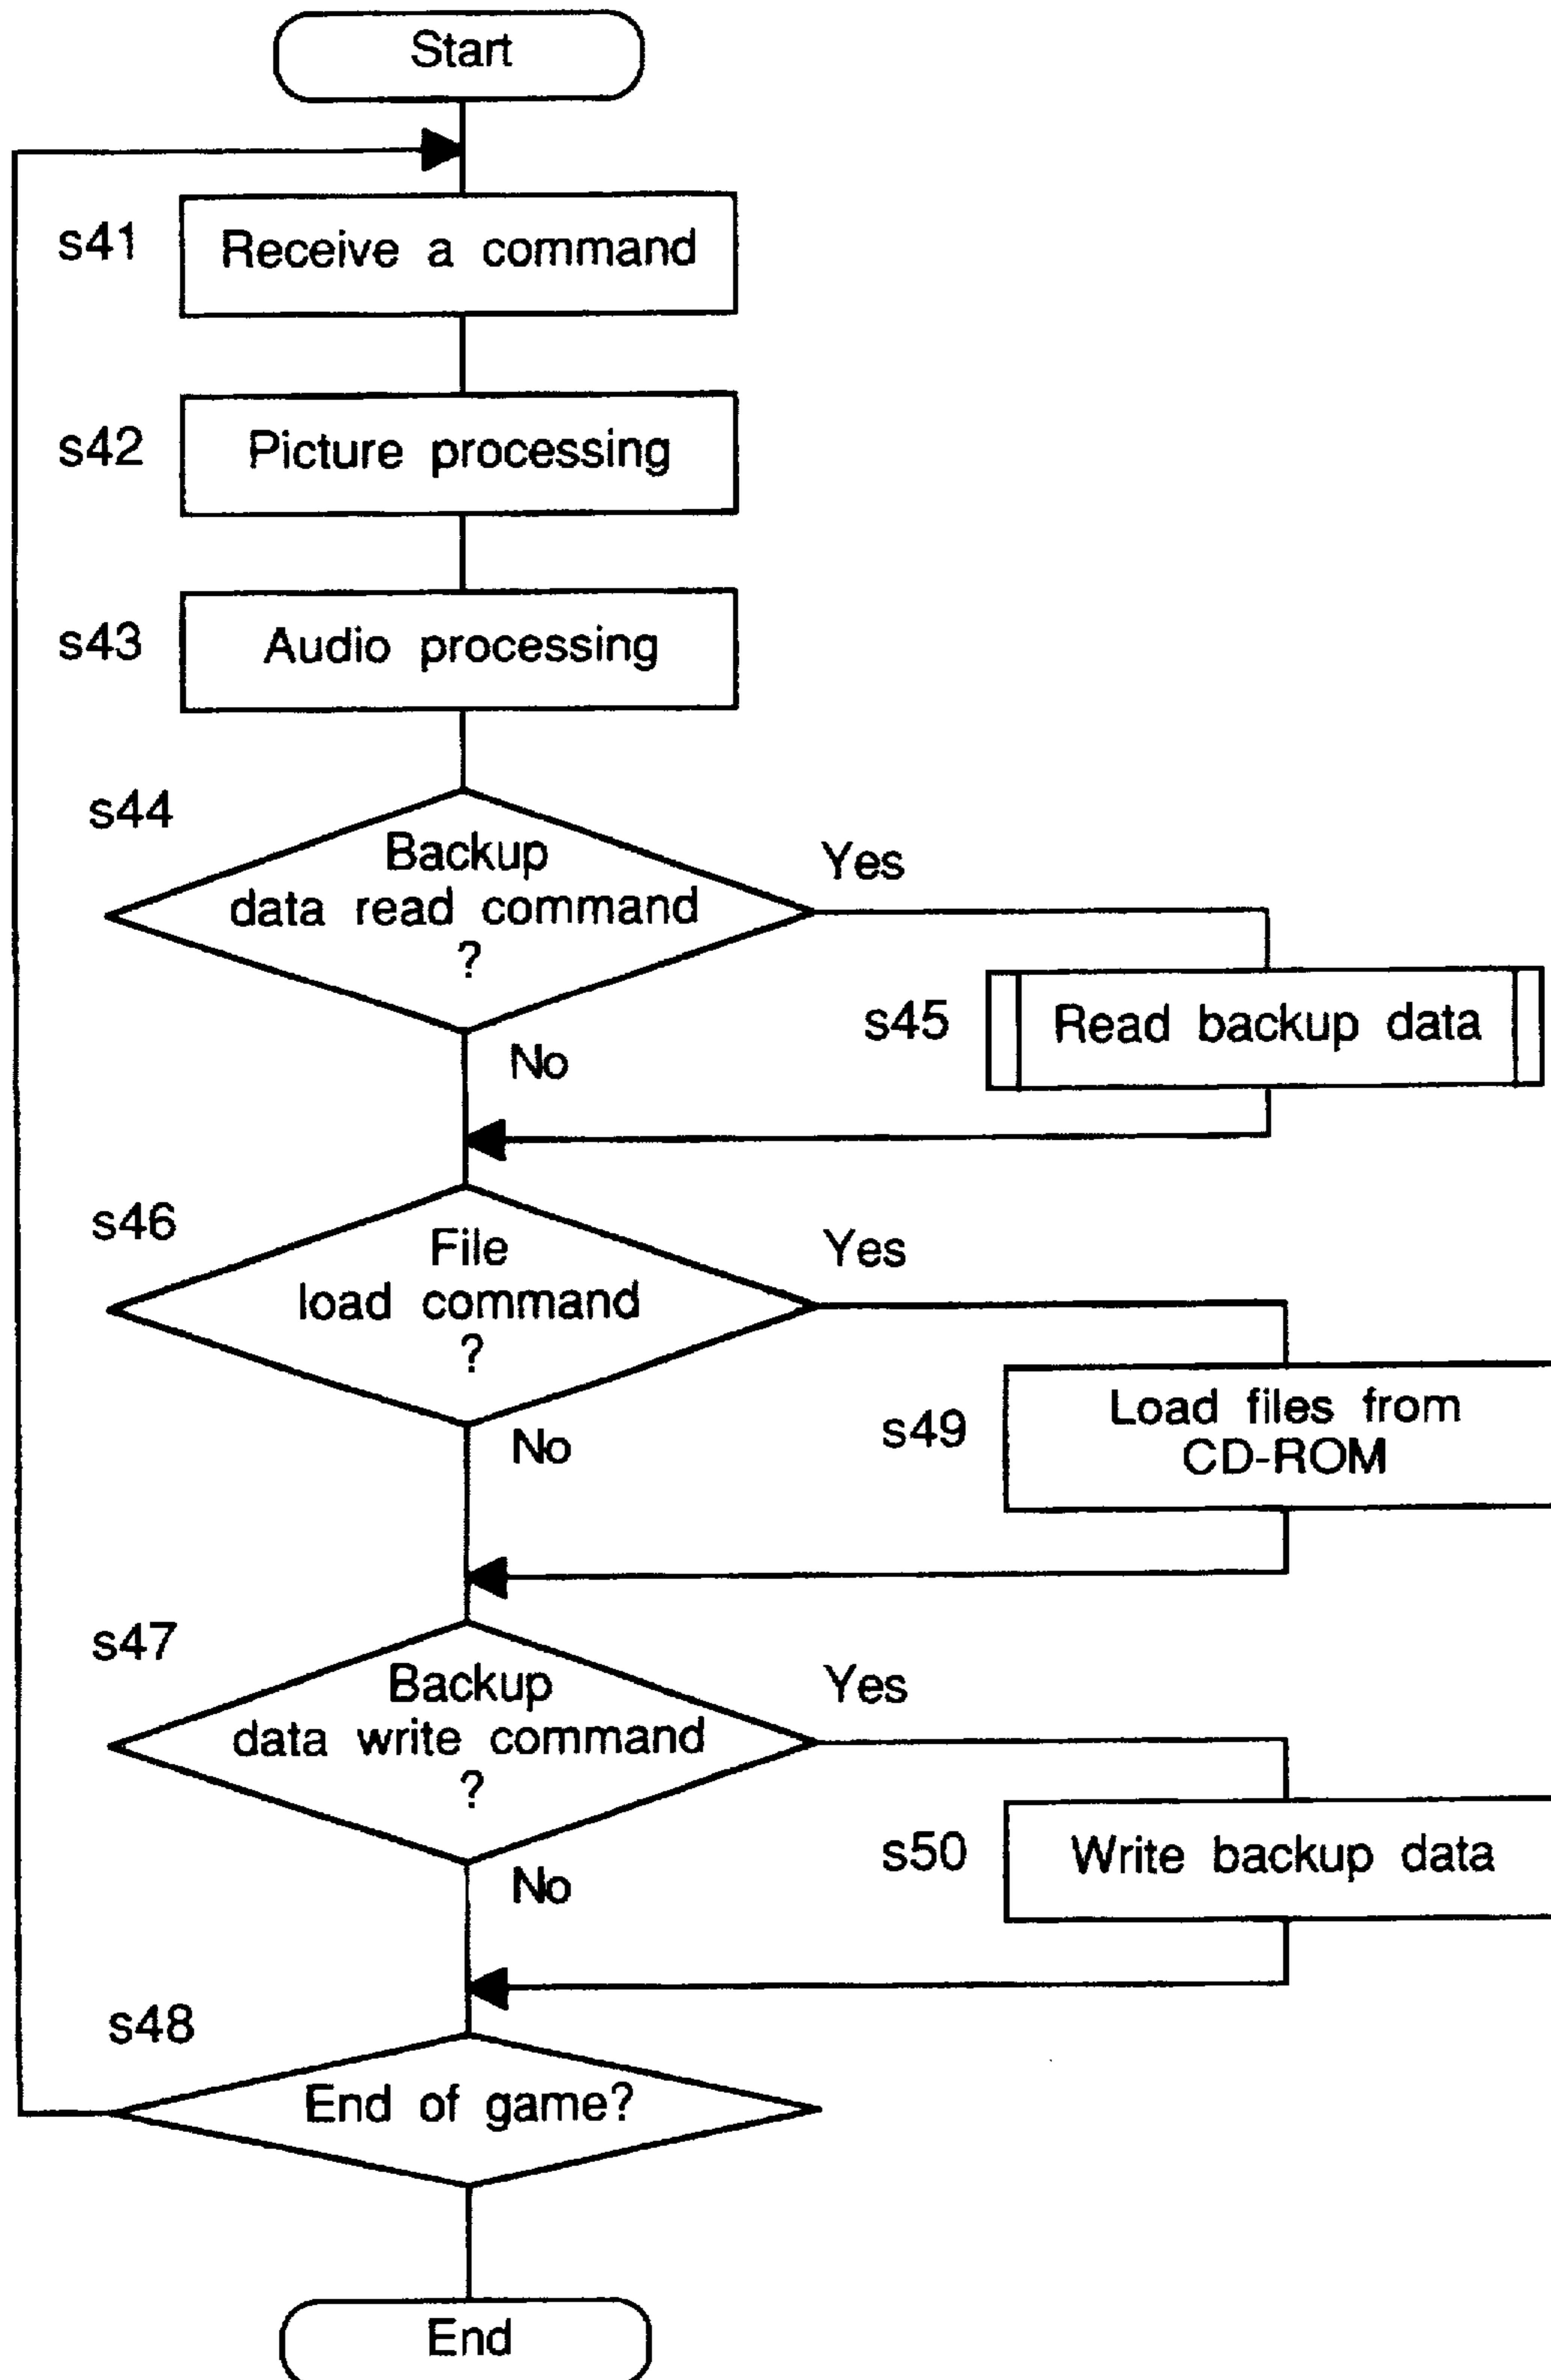 Start
s41
Receive a command
s42
Picture processing
s43
Audio processing
s44
Backup
data read command
?
Yes
No
s45
Read backup data
s46
File
load command
?
Yes
No
s49
Load files from
CD-ROM
s47
Backup
data write command
?
Yes
No
s50
Write backup data
s48
End of game?
End